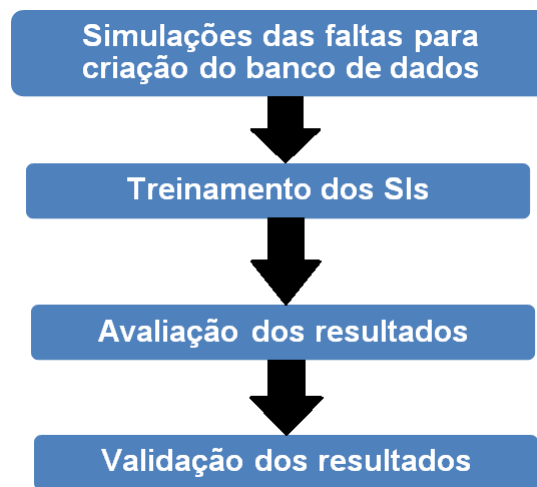 Simulações das faltas para
criação do banco de dados
Treinamento dos SIs
Avaliação dos resultados
Validação dos resultados